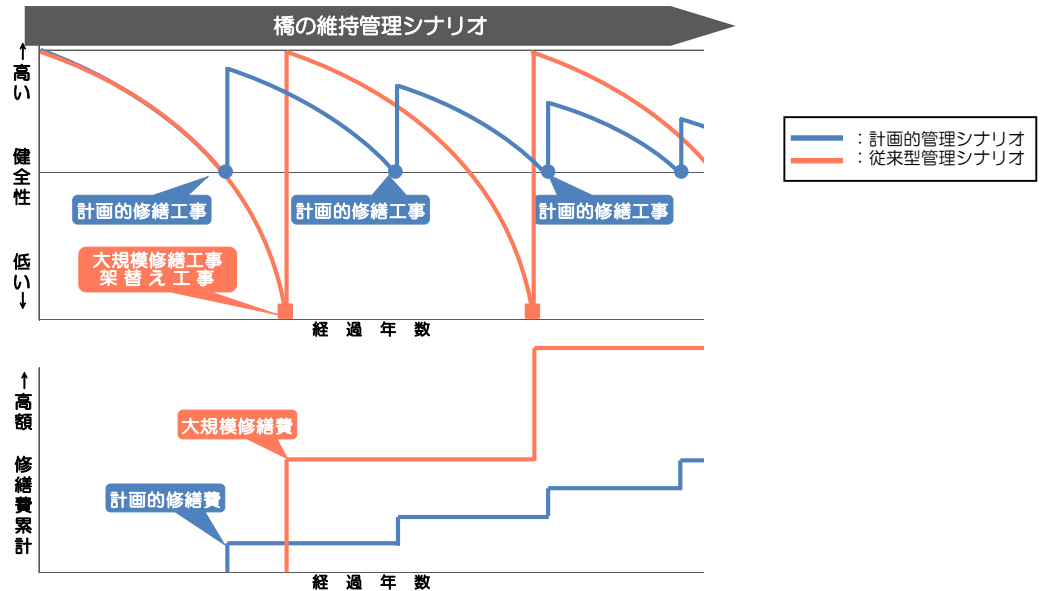 橋の維持管理シナリオ
↑高い
健全性
低い↓
計画的修繕工事
計画的修繕工事
計画的修繕工事
大規模修繕工事
架替え工事
経過年数
：計画的管理シナリオ
：従来型管理シナリオ
↑高額
修繕費累計
大規模修繕費
計画的修繕費
経過年数